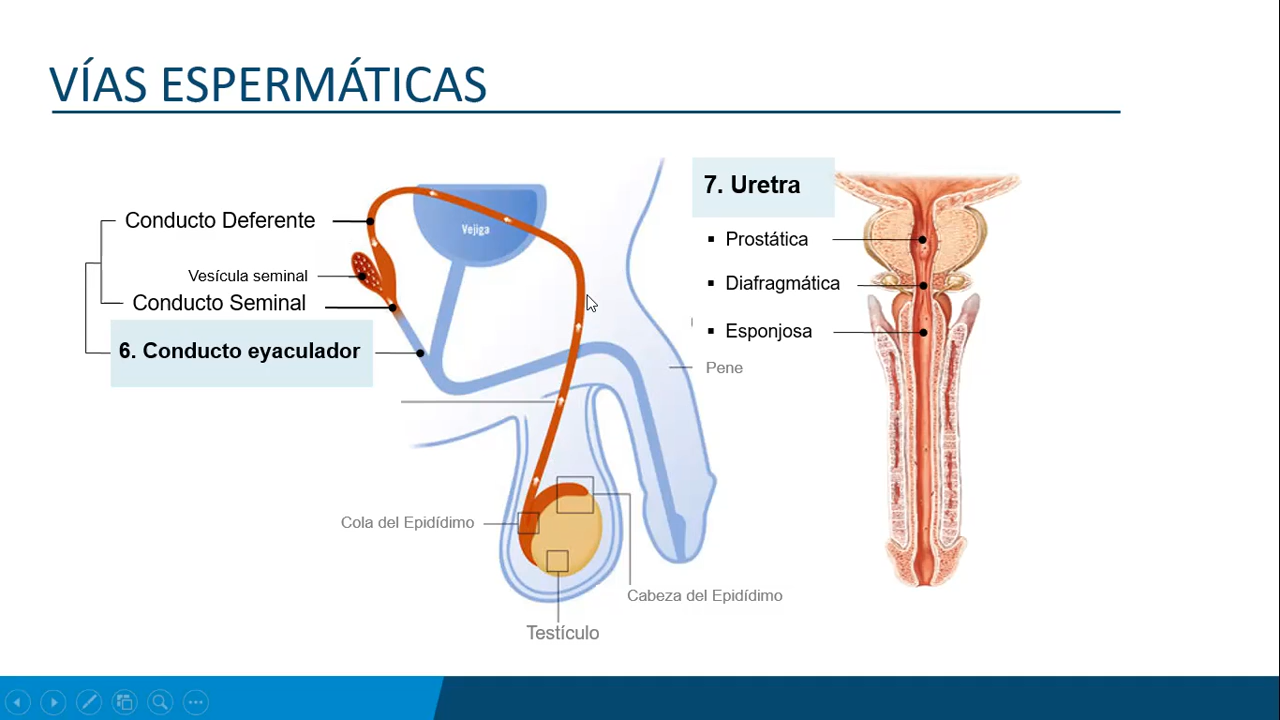 VÍAS ESPERMÁTICAS
Conducto Deferente
Vesícula seminal
Conducto Seminal
6. Conducto eyaculador
Vejiga
Cola del Epidídimo
Testículo
Cabeza del Epidídimo
7. Uretra
▪ Prostática
▪ Diafragmática
▪ Esponjosa
Pene